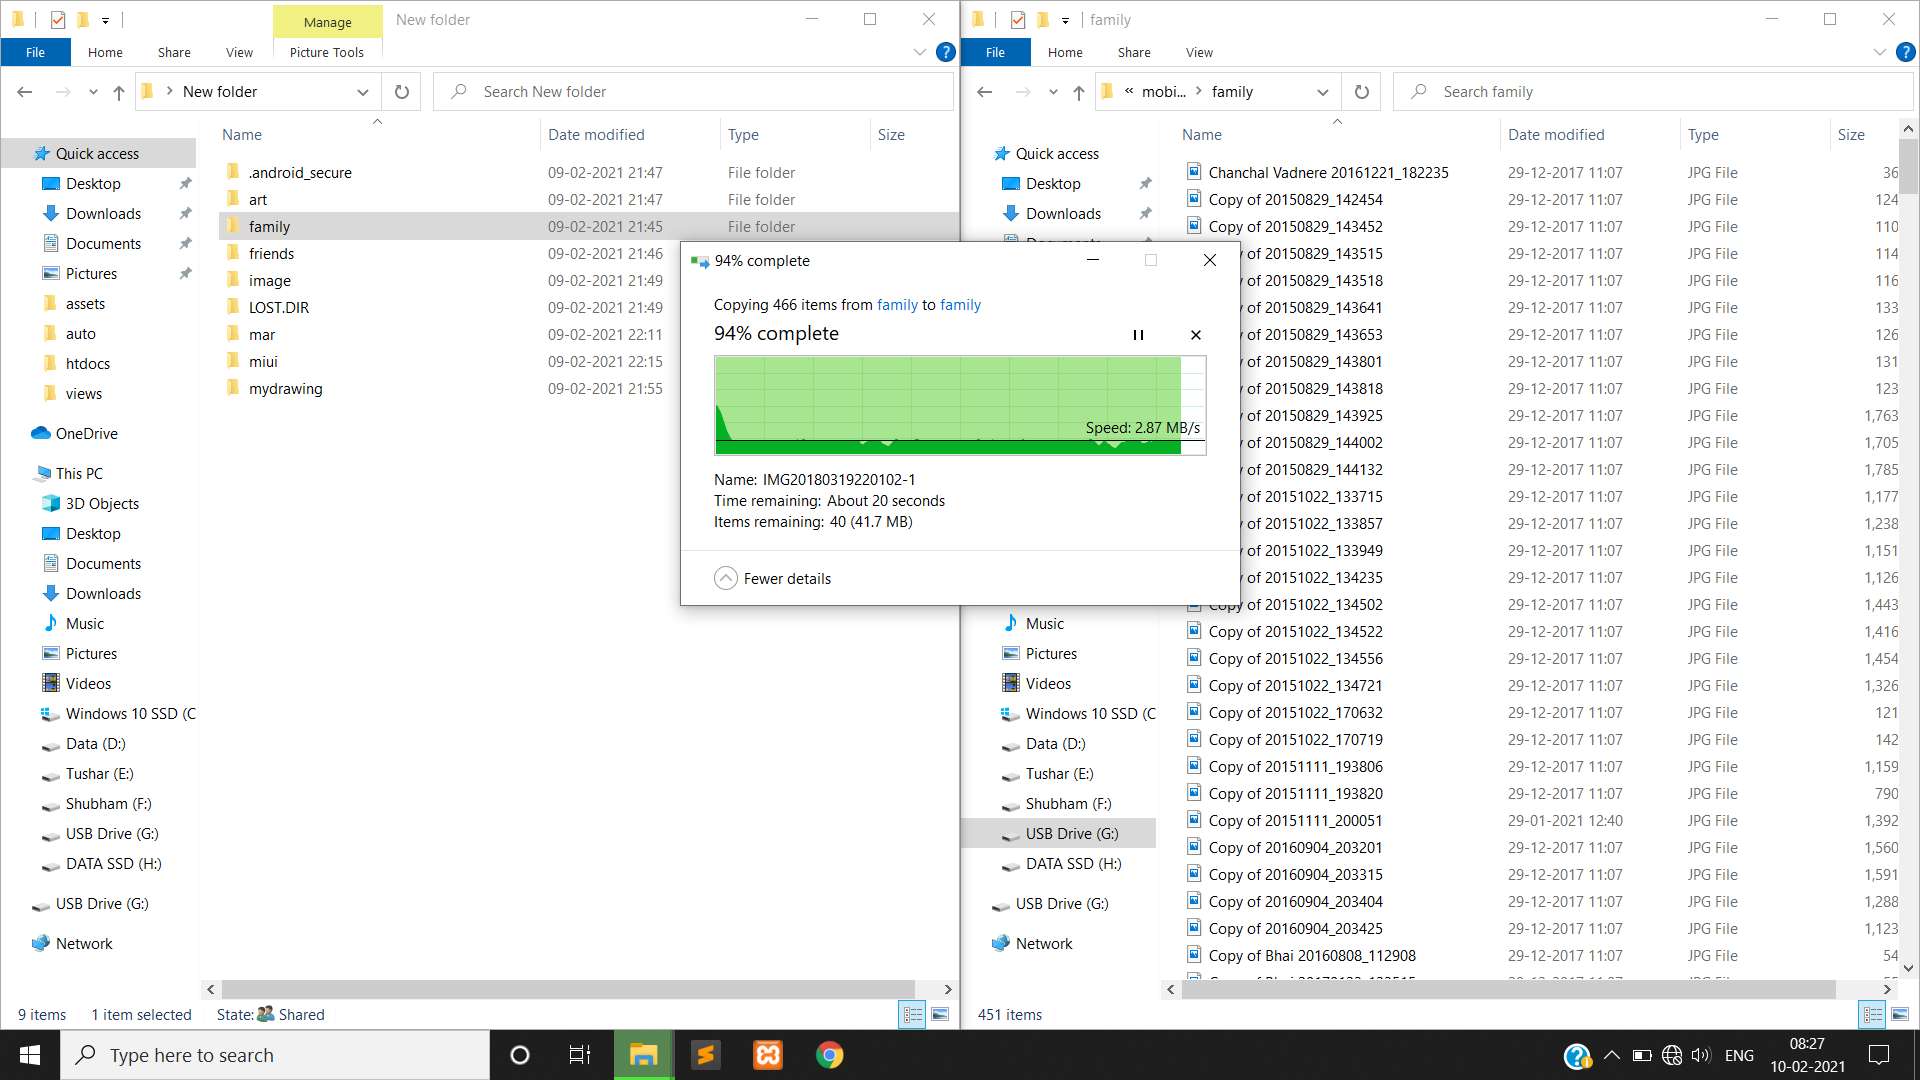 Manage
New folder
File
Home
Share
View
Picture Tools
New folder
Search New folder
Name
Date modified
Type
Size
Quick access
Desktop
Downloads
Documents
Pictures
assets
auto
htdocs
views
OneDrive
This PC
3D Objects
Desktop
Documents
Downloads
Music
Pictures
Videos
Windows 10 SSD (C
Data (D:)
Tushar (E:)
Shubham (F:)
USB Drive (G:)
DATA SSD (H:)
USB Drive (G:)
Network
.android_secure 09-02-2021 21:47 File folder
art 09-02-2021 21:47 File folder
family 09-02-2021 21:45 File folder
friends 09-02-2021 21:46
image 09-02-2021 21:49
LOST.DIR 09-02-2021 21:49
mar 09-02-2021 22:11
miui 09-02-2021 22:15
mydrawing 09-02-2021 21:55
9 items 1 item selected State: Shared
94% complete
Copying 466 items from family to family
94% complete
Speed: 2.87 MB/s
Name: IMG20180319220102-1
Time remaining: About 20 seconds
Items remaining: 40 (41.7 MB)
Fewer details
family
File
Home
Share
View
« mobi... family
Search family
Name
Date modified
Type
Size
Quick access
Desktop
Downloads
Music
Pictures
Videos
Windows 10 SSD (C
Data (D:)
Tushar (E:)
Shubham (F:)
USB Drive (G:)
DATA SSD (H:)
USB Drive (G:)
Network
Chanchal Vadnere 20161221_182235 29-12-2017 11:07 JPG File 36
Copy of 20150829_142454 29-12-2017 11:07 JPG File 124
Copy of 20150829_143452 29-12-2017 11:07 JPG File 110
of 20150829_143515 29-12-2017 11:07 JPG File 114
of 20150829_143518 29-12-2017 11:07 JPG File 116
of 20150829_143641 29-12-2017 11:07 JPG File 133
of 20150829_143653 29-12-2017 11:07 JPG File 126
of 20150829_143801 29-12-2017 11:07 JPG File 131
of 20150829_143818 29-12-2017 11:07 JPG File 123
of 20150829_143925 29-12-2017 11:07 JPG File 1,763
of 20150829_144002 29-12-2017 11:07 JPG File 1,705
of 20150829_144132 29-12-2017 11:07 JPG File 1,785
of 20151022_133715 29-12-2017 11:07 JPG File 1,177
of 20151022_133857 29-12-2017 11:07 JPG File 1,238
of 20151022_133949 29-12-2017 11:07 JPG File 1,151
of 20151022_134235 29-12-2017 11:07 JPG File 1,126
Copy of 20151022_134502 29-12-2017 11:07 JPG File 1,443
Copy of 20151022_134522 29-12-2017 11:07 JPG File 1,416
Copy of 20151022_134556 29-12-2017 11:07 JPG File 1,454
Copy of 20151022_134721 29-12-2017 11:07 JPG File 1,326
Copy of 20151022_170632 29-12-2017 11:07 JPG File 121
Copy of 20151022_170719 29-12-2017 11:07 JPG File 142
Copy of 20151111_193806 29-12-2017 11:07 JPG File 1,159
Copy of 20151111_193820 29-12-2017 11:07 JPG File 790
Copy of 20151111_200051 29-01-2021 12:40 JPG File 1,392
Copy of 20160904_203201 29-12-2017 11:07 JPG File 1,560
Copy of 20160904_203315 29-12-2017 11:07 JPG File 1,591
Copy of 20160904_203404 29-12-2017 11:07 JPG File 1,288
Copy of 20160904_203425 29-12-2017 11:07 JPG File 1,123
Copy of Bhai 20160808_112908 29-12-2017 11:07 JPG File 54
451 items
Type here to search
ENG
08:27
10-02-2021